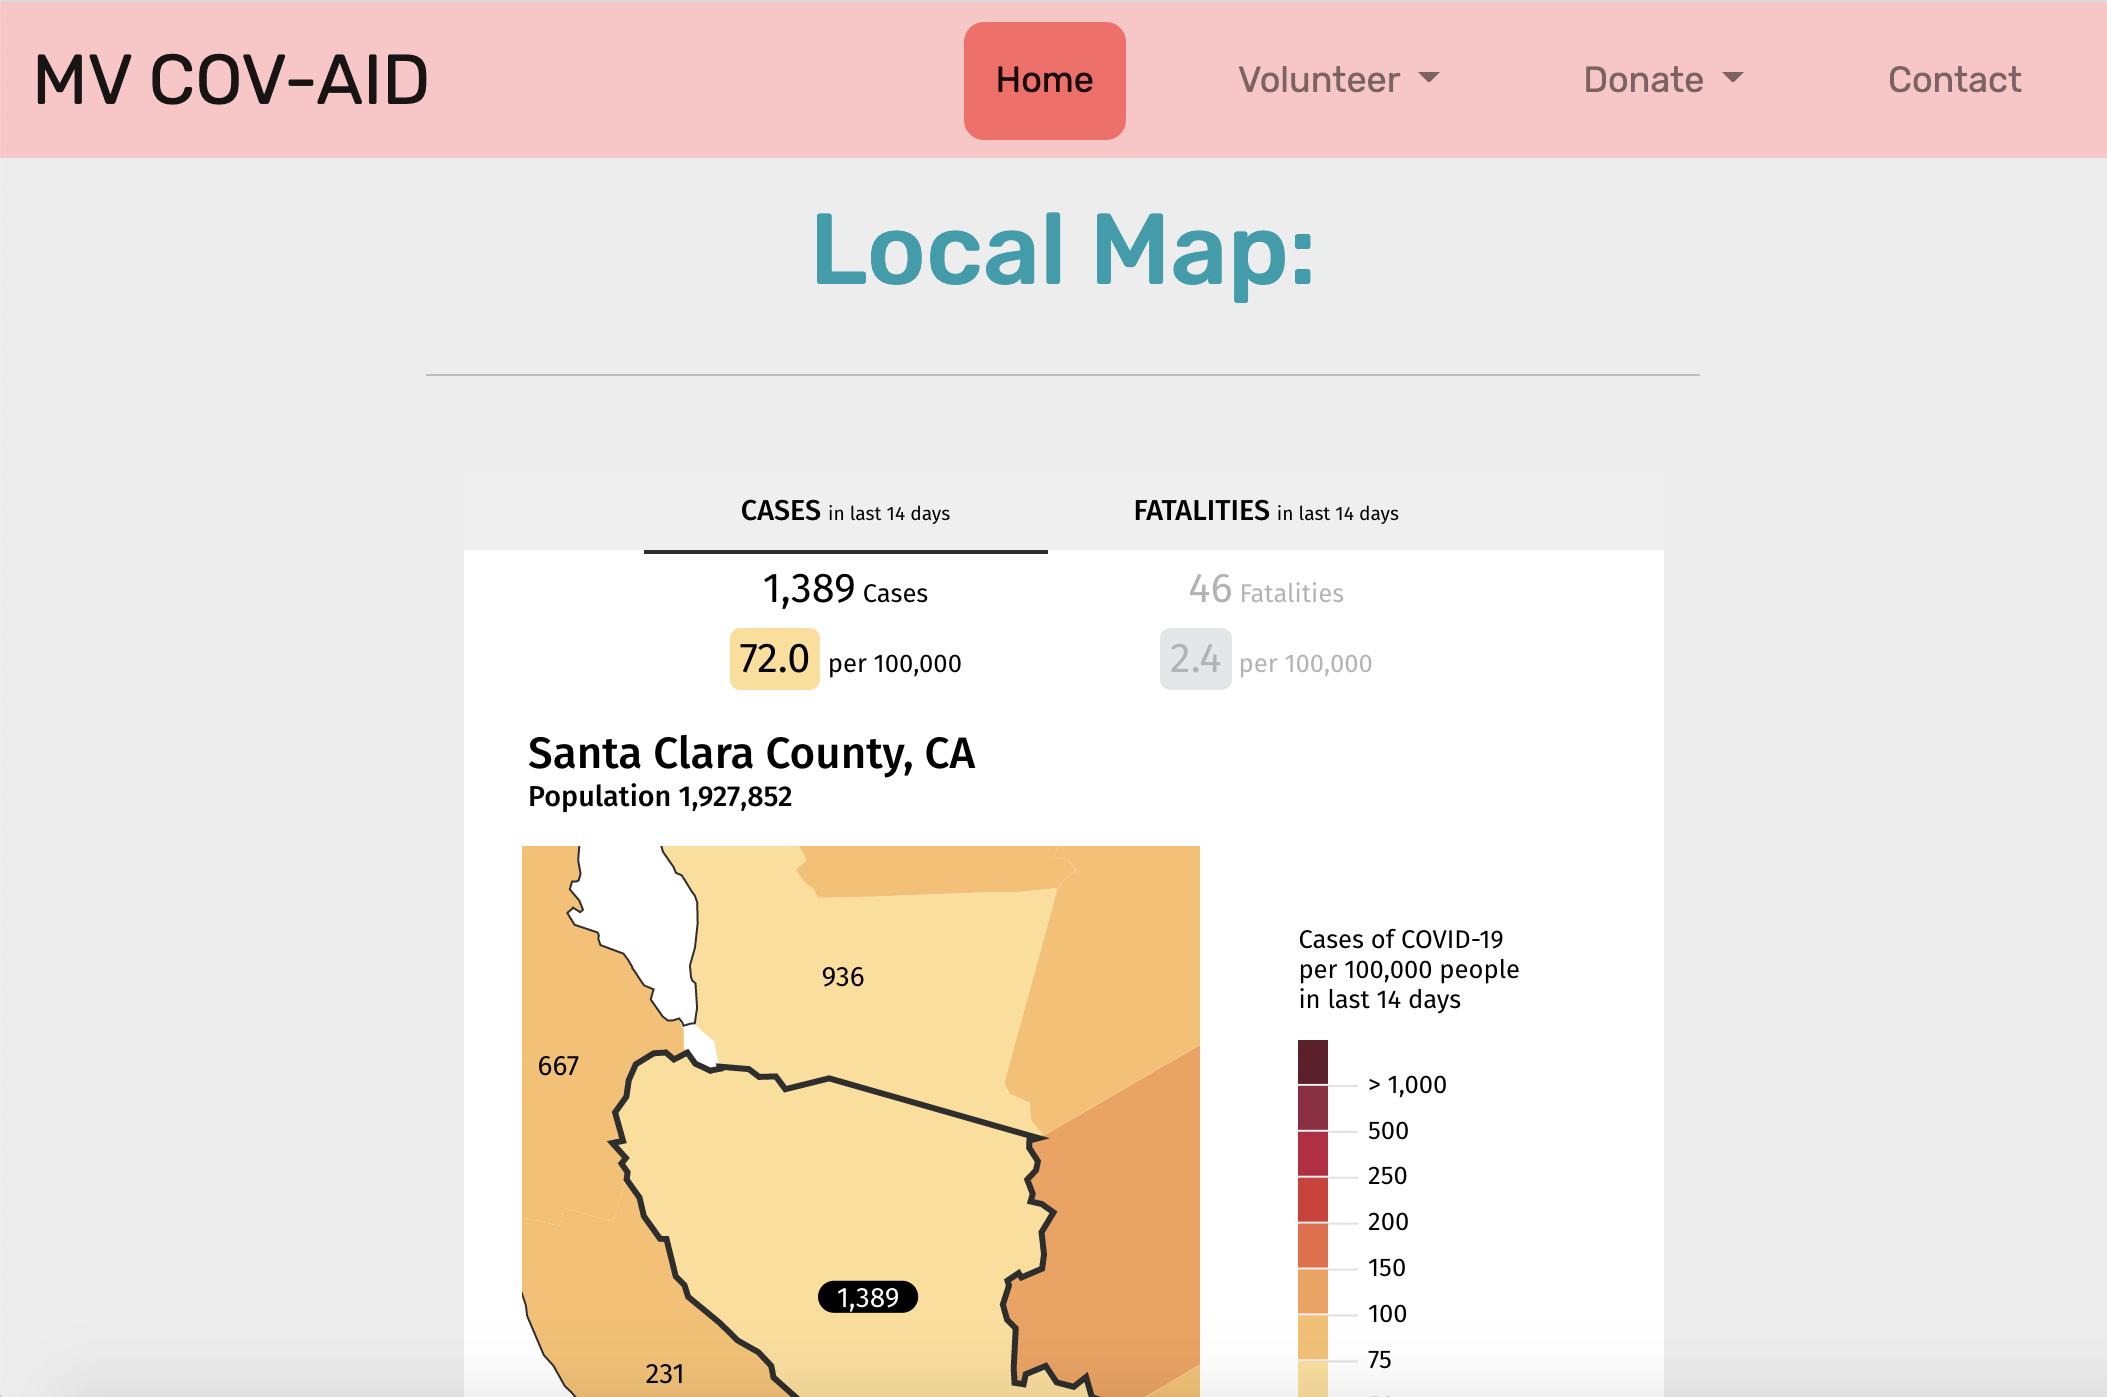 MV COV-AID
Home
Volunteer
Donate
Contact
Local Map:
CASES in last 14 days
FATALITIES in last 14 days
1,389 Cases
46 Fatalities
72.0 per 100,000
2.4 per 100,000
Santa Clara County, CA
Population 1,927,852
936
667
1,389
231
Cases of COVID-19
per 100,000 people
in last 14 days
> 1,000
500
250
200
150
100
75